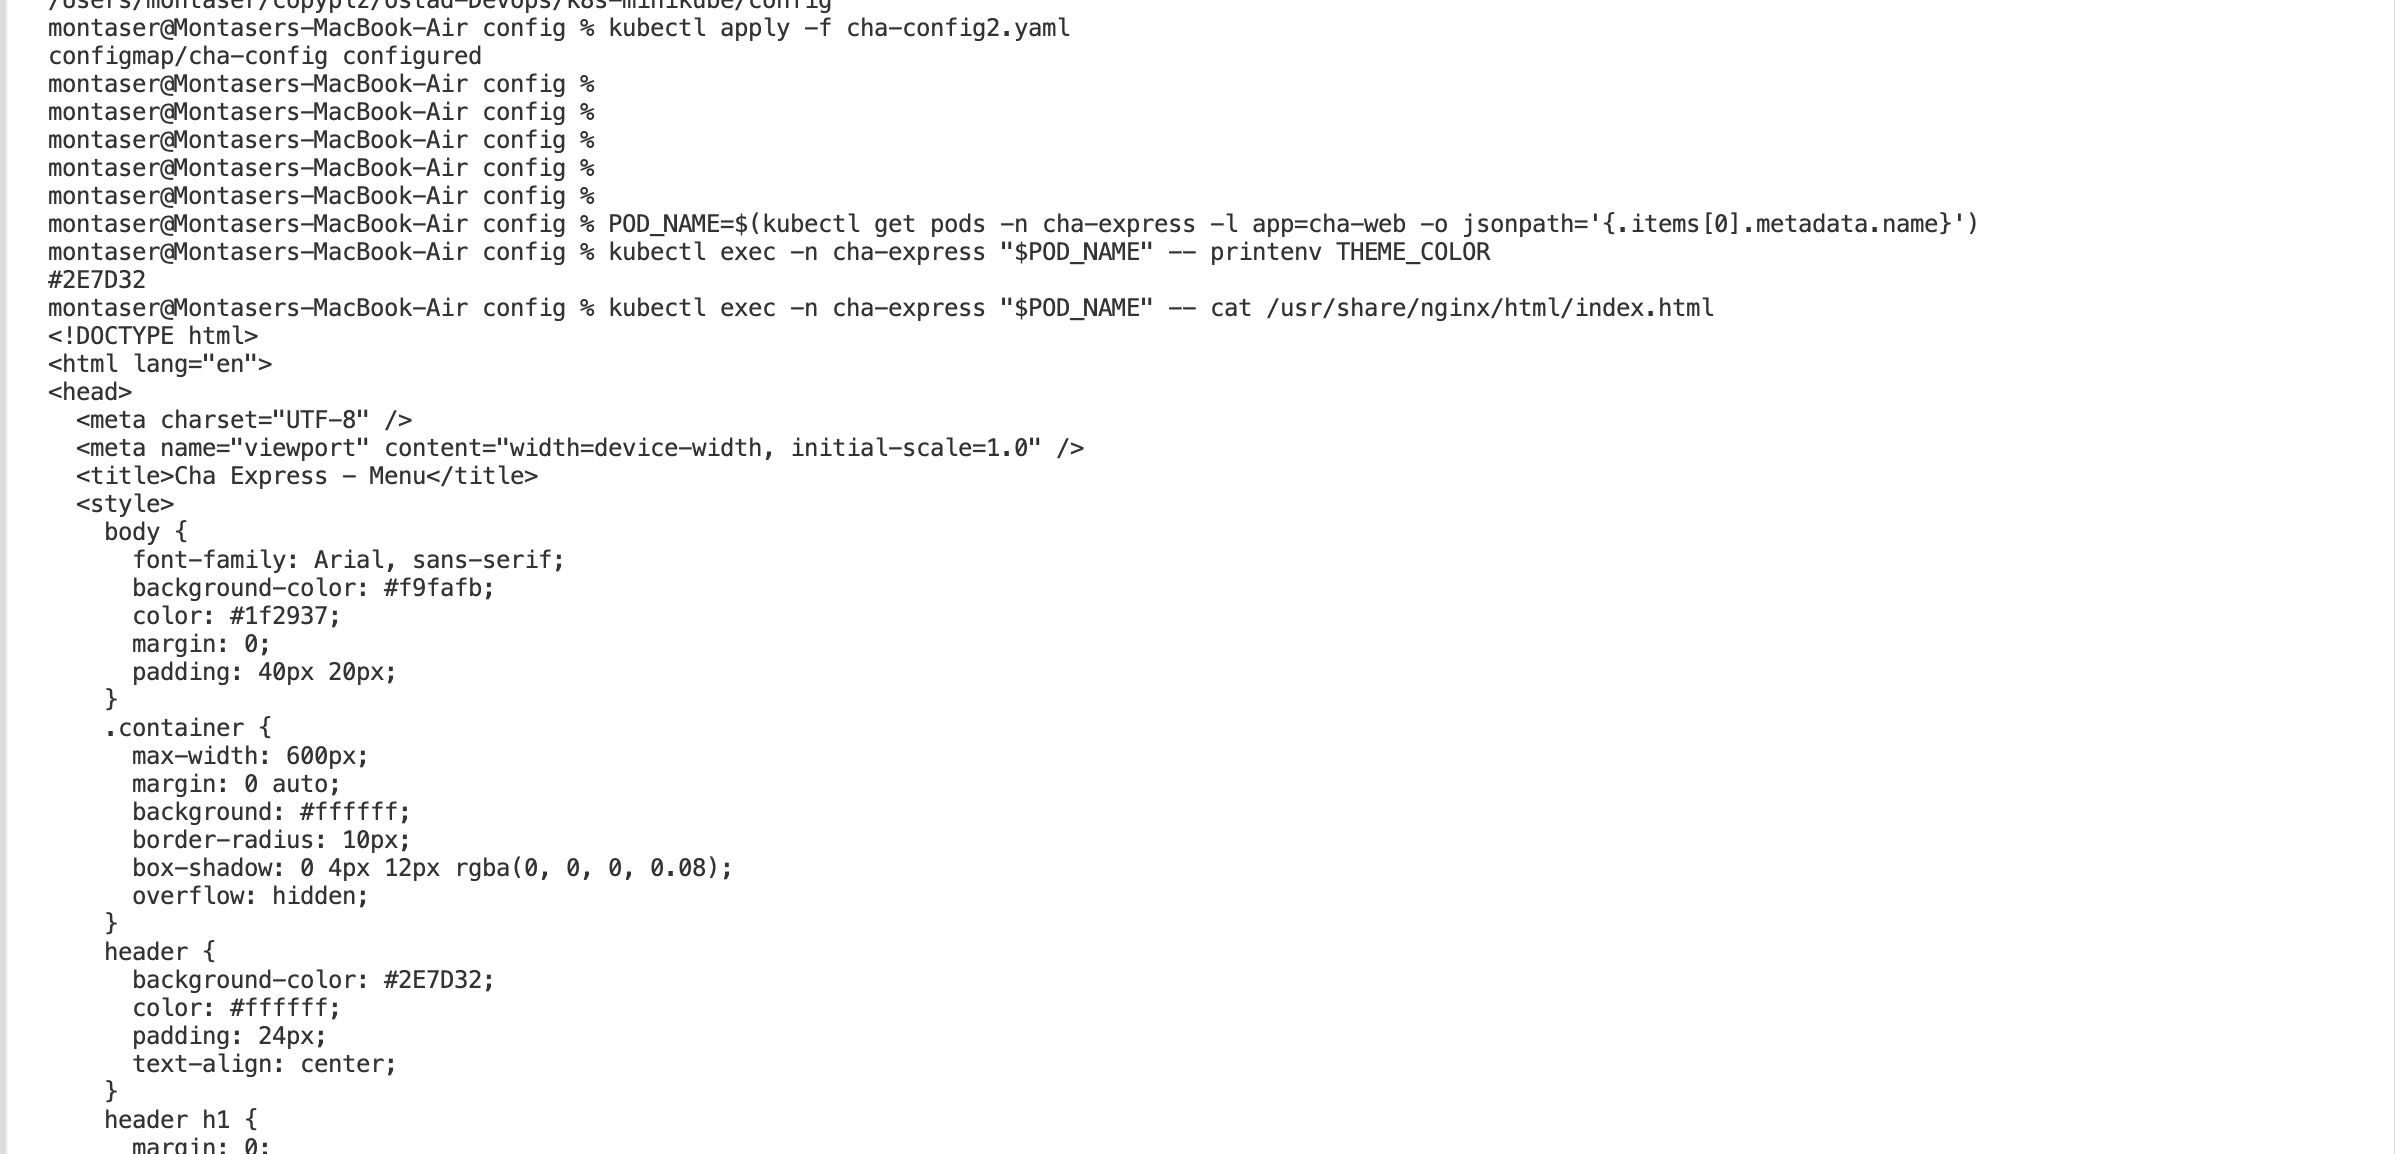 /Users/montaser/copyptz/ostad-Devops/k8s-minikube/config
montaser@Montasers-MacBook-Air config % kubectl apply -f cha-config2.yaml
configmap/cha-config configured
montaser@Montasers-MacBook-Air config %
montaser@Montasers-MacBook-Air config %
montaser@Montasers-MacBook-Air config %
montaser@Montasers-MacBook-Air config %
montaser@Montasers-MacBook-Air config %
montaser@Montasers-MacBook-Air config % POD_NAME=$(kubectl get pods -n cha-express -l app=cha-web -o jsonpath='{.items[0].metadata.name}')
montaser@Montasers-MacBook-Air config % kubectl exec -n cha-express "$POD_NAME" -- printenv THEME_COLOR
#2E7D32
montaser@Montasers-MacBook-Air config % kubectl exec -n cha-express "$POD_NAME" -- cat /usr/share/nginx/html/index.html
<!DOCTYPE html>
<html lang="en">
<head>
  <meta charset="UTF-8" />
  <meta name="viewport" content="width=device-width, initial-scale=1.0" />
  <title>Cha Express - Menu</title>
  <style>
    body {
      font-family: Arial, sans-serif;
      background-color: #f9fafb;
      color: #1f2937;
      margin: 0;
      padding: 40px 20px;
    }
    .container {
      max-width: 600px;
      margin: 0 auto;
      background: #ffffff;
      border-radius: 10px;
      box-shadow: 0 4px 12px rgba(0, 0, 0, 0.08);
      overflow: hidden;
    }
    header {
      background-color: #2E7D32;
      color: #ffffff;
      padding: 24px;
      text-align: center;
    }
    header h1 {
      margin: 0;